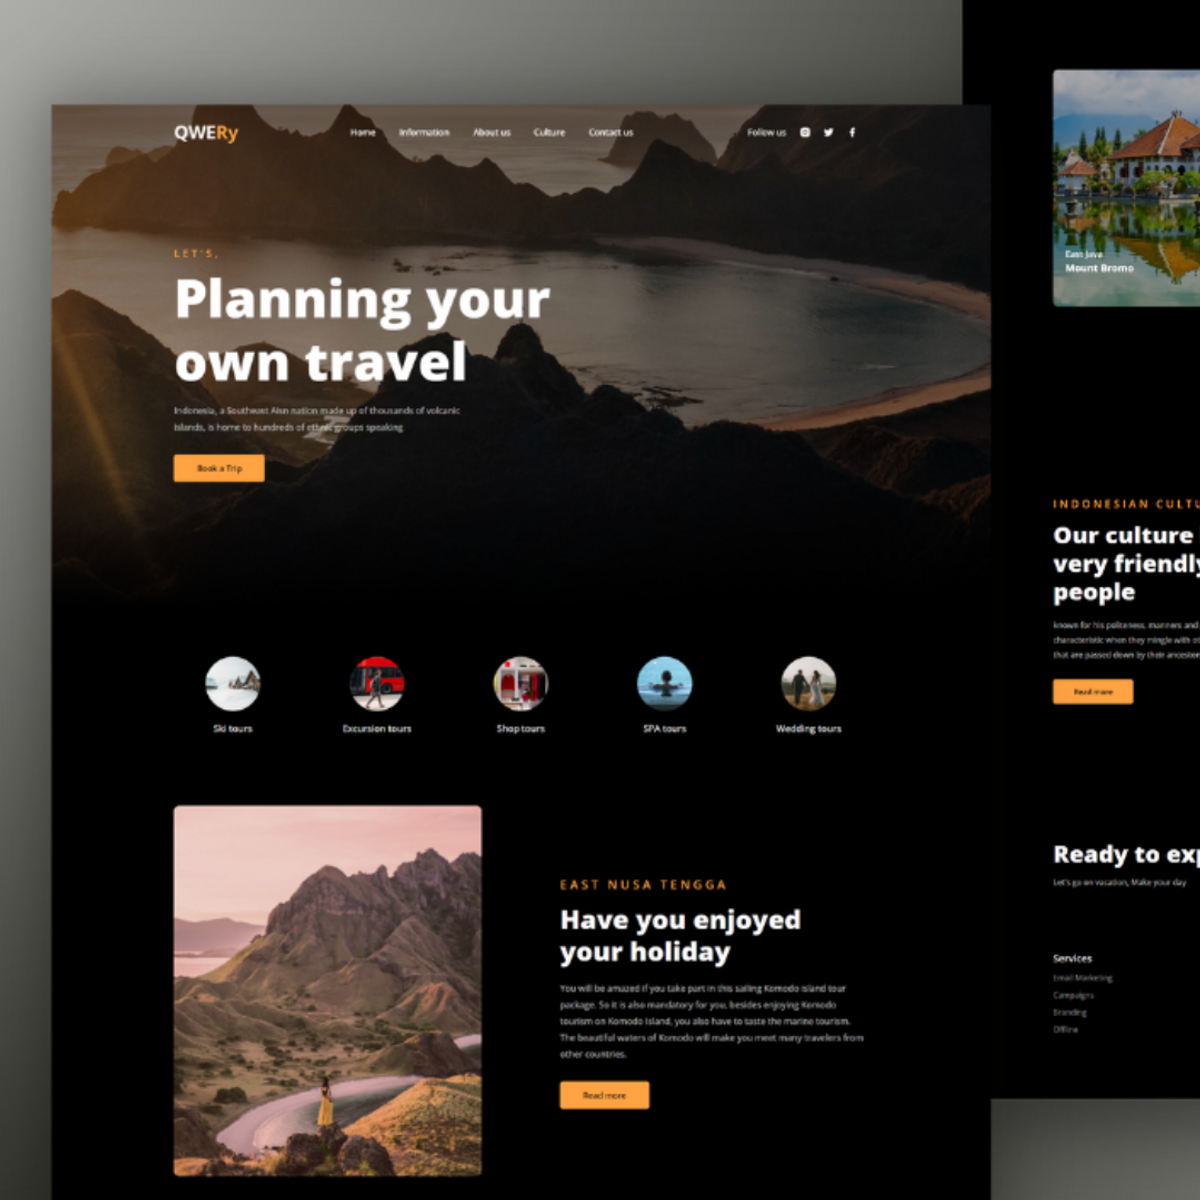 QWERy
Home Information About us Culture Contact us Follow us
LET'S,
Planning your
own travel
Indonesia, a Southeast Aisn nation made up of thousands of volcanic
islands, is home to hundreds of ethnic groups speaking
Book a Trip
Ski tours Excursion tours Shop tours SPA tours Wedding tours
EAST NUSA TENGGA
Have you enjoyed
your holiday
You will be amazed if you take part in this sailing Komodo island tour
package. So it is also mandatory for you, besides enjoying Komodo
tourism on Komodo Island, you also have to taste the marine tourism.
The beautiful waters of Komodo will make you meet many travelers from
other countries.
Read more
East Java
Mount Bromo
INDONESIAN CULTU
Our culture
very friendly
people
known for his politeness, manners and
characteristic when they mingle with ot
that are passed down by their ancestor
Read more
Ready to exp
Let's go on vacation, Make your day
Services
Email Marketing
Campaigns
Branding
Offline